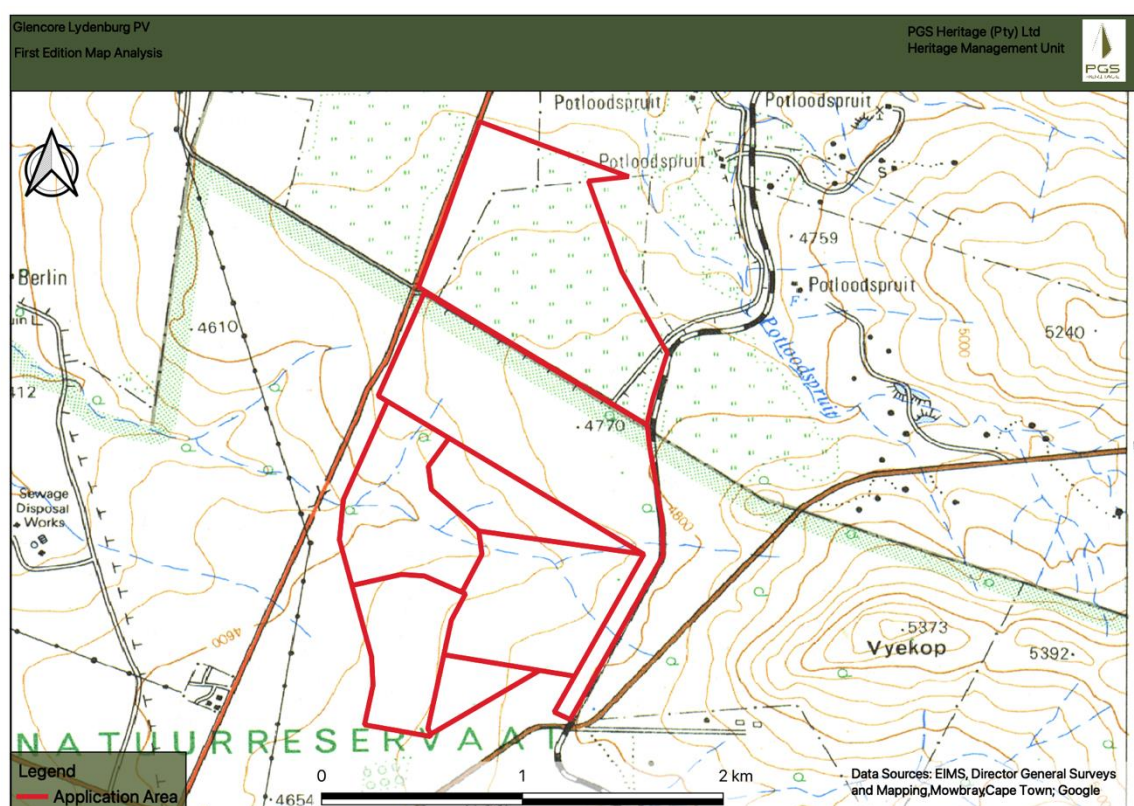 Glencore Lydenburg PV
First Edition Map Analysis
PGS Heritage (Pty) Ltd
Heritage Management Unit
PGS
HERITAGE
Potloodspruit
Potloodspruit
Potloodspruit
S
4759
Berlin
Potloodspruit
F
4610
5000
5240
Potloodspruit
412
4770
4800
Sewage
Disposal
Works
4600
5373
Vyekop
5392
NATUURRESERVAAT
Legend
Application Area
0 1 2 km
4654
Data Sources: EIMS, Director General Surveys
and Mapping,Mowbray,Cape Town; Google